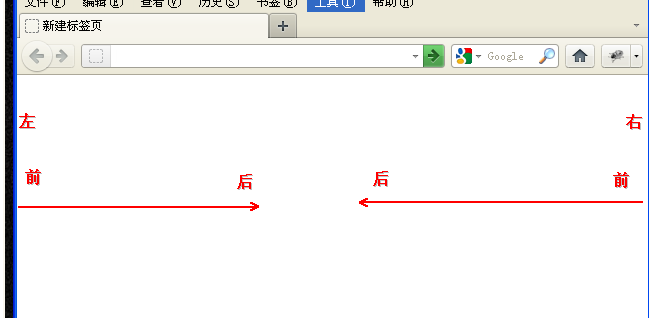 文件(F) 编辑(E) 查看(V) 历史(S) 书签(B) 工具(T) 帮助(H)
新建标签页
Google
左 右
前 后 后 前